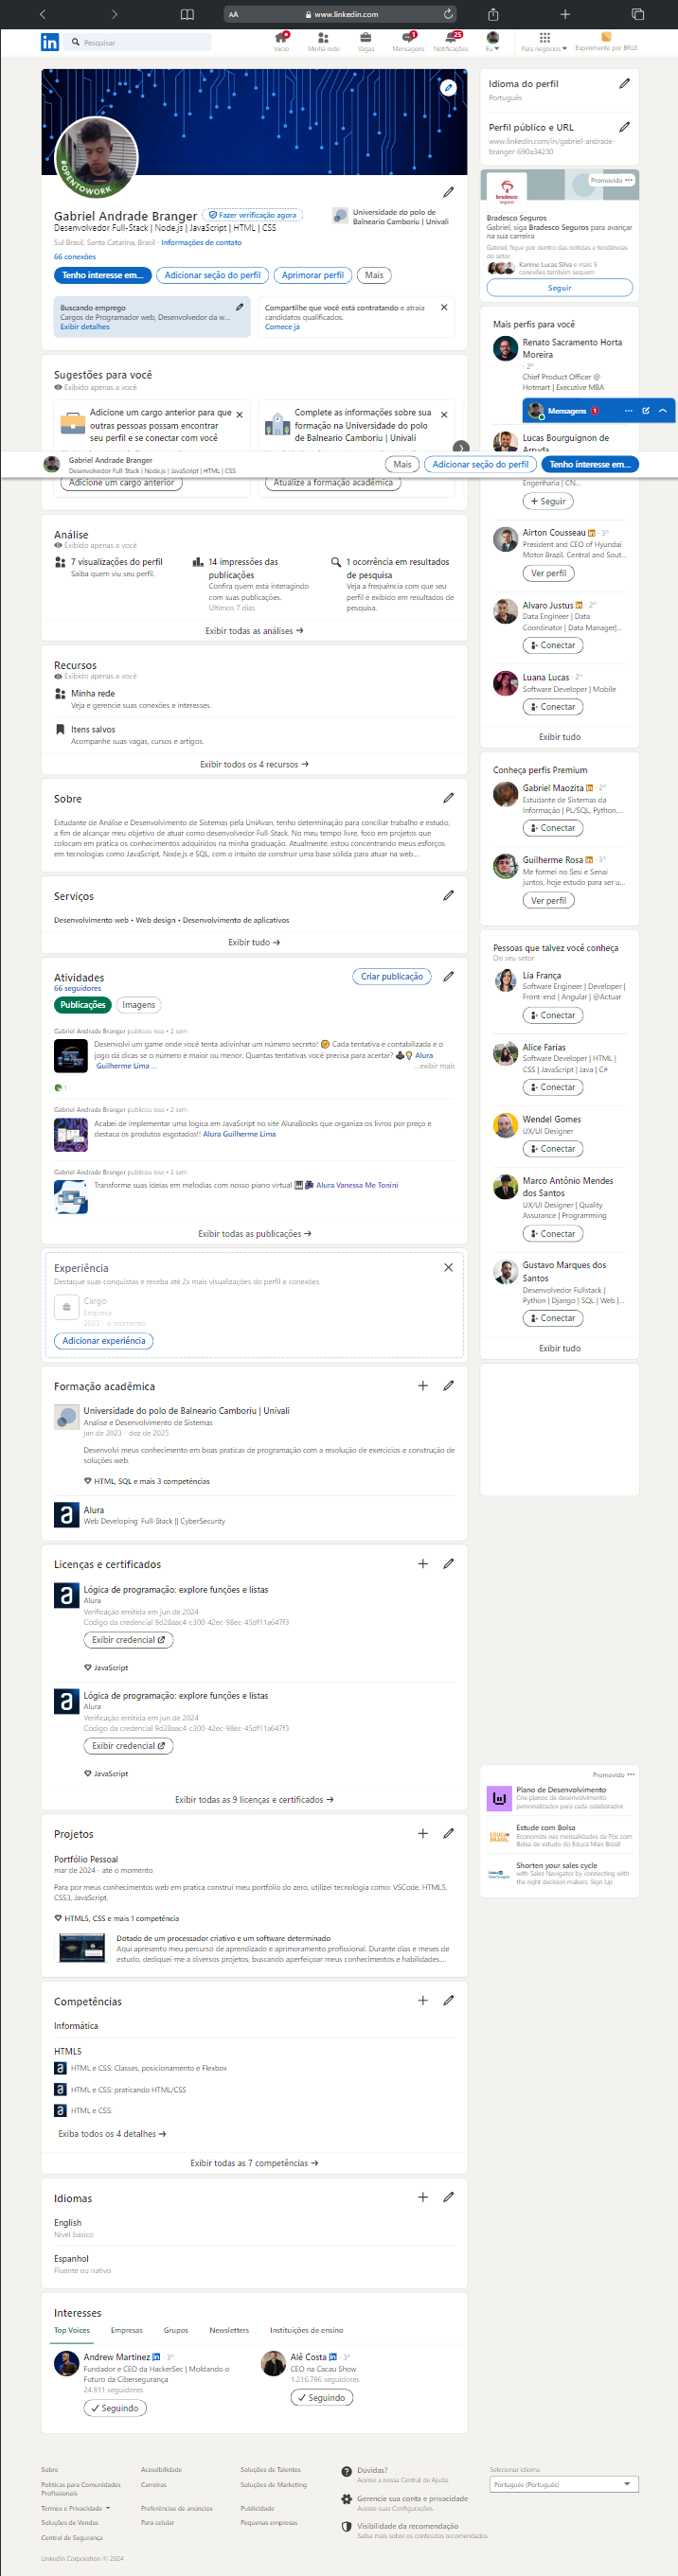 AA
www.linkedin.com
in
Pesquisar
Início
Minha rede
Vagas
1
Mensagens
25
Notificações
Eu
Para negócios
Experimente por BRL0
#OPENTOWORK
Gabriel Andrade Branger
Fazer verificação agora
Desenvolvedor Full-Stack | Node.js | JavaScript | HTML | CSS
Universidade do polo de
Balneario Camboriu | Univali
Sul Brasil, Santa Catarina, Brasil · Informações de contato
66 conexões
Tenho interesse em...
Adicionar seção do perfil
Aprimorar perfil
Mais
Buscando emprego
Cargos de Programador web, Desenvolvedor da w...
Exibir detalhes
Compartilhe que você está contratando e atraia
candidatos qualificados.
Comece já
Sugestões para você
Exibido apenas a você
Adicione um cargo anterior para que
outras pessoas possam encontrar
seu perfil e se conectar com você
Complete as informações sobre sua
formação na Universidade do polo
de Balneario Camboriu | Univali
Gabriel Andrade Branger
Desenvolvedor Full-Stack | Node.js | JavaScript | HTML | CSS
Mais
Adicionar seção do perfil
Tenho interesse em...
Adicione um cargo anterior
Atualize a formação acadêmica
Análise
Exibido apenas a você
7 visualizações do perfil
Saiba quem viu seu perfil.
14 impressões das
publicações
Confira quem está interagindo
com suas publicações.
Últimos 7 dias
1 ocorrência em resultados
de pesquisa
Veja a frequência com que seu
perfil é exibido em resultados de
pesquisa.
Exibir todas as análises →
Recursos
Exibido apenas a você
Minha rede
Veja e gerencie suas conexões e interesses.
Itens salvos
Acompanhe suas vagas, cursos e artigos.
Exibir todos os 4 recursos →
Sobre
Estudante de Análise e Desenvolvimento de Sistemas pela UniAvan, tenho determinação para conciliar trabalho e estudo,
a fim de alcançar meu objetivo de atuar como desenvolvedor Full-Stack. No meu tempo livre, foco em projetos que
colocam em prática os conhecimentos adquiridos na minha graduação. Atualmente, estou concentrando meus esforços
em tecnologias como JavaScript, Node.js e SQL, com o intuito de construir uma base sólida para atuar na web...
Serviços
Desenvolvimento web • Web design • Desenvolvimento de aplicativos
Exibir tudo →
Atividades
66 seguidores
Criar publicação
Publicações
Imagens
Gabriel Andrade Branger publicou isso • 2 sem
Desenvolvi um game onde você tenta adivinhar um número secreto! 🤔 Cada tentativa é contabilizada e o
jogo dá dicas se o número é maior ou menor. Quantas tentativas você precisa para acertar? 🕹💡 Alura
Guilherme Lima ...
...exibir mais
1
Gabriel Andrade Branger publicou isso • 2 sem
Acabei de implementar uma lógica em JavaScript no site AluraBooks que organiza os livros por preço e
destaca os produtos esgotados!! Alura Guilherme Lima
Gabriel Andrade Branger publicou isso • 2 sem
Transforme suas ideias em melodias com nosso piano virtual 🎹🎶 Alura Vanessa Me Tonini
Exibir todas as publicações →
Experiência
Destaque suas conquistas e receba até 2x mais visualizações do perfil e conexões
Cargo
Empresa
2023 - o momento
Adicionar experiência
Formação acadêmica
Universidade do polo de Balneario Camboriu | Univali
Analise e Desenvolvimento de Sistemas
jan de 2023 - dez de 2025
Desenvolvi meus conhecimento em boas praticas de programação com a resolução de exercicios e construção de
soluções web.
HTML, SQL e mais 3 competências
a
Alura
Web Developing Full-Stack || CyberSecurity
Licenças e certificados
a
Lógica de programação: explore funções e listas
Alura
Verificação emitida em jun de 2024
Código da credencial 9d28aac4-c300-42ec-98ec-45df11a647f3
Exibir credencial
JavaScript
a
Lógica de programação: explore funções e listas
Alura
Verificação emitida em jun de 2024
Código da credencial 9d28aac4-c300-42ec-98ec-45df11a647f3
Exibir credencial
JavaScript
Exibir todas as 9 licenças e certificados →
Projetos
Portfólio Pessoal
mar de 2024 - até o momento
Para por meus conhecimentos web em pratica construi meu portfolio do zero, utilizei tecnologia como: VSCode, HTML5,
CSS3, JavaScript.
HTML5, CSS e mais 1 competência
Dotado de um processador criativo e um software determinado
Aqui apresento meu percurso de aprendizado e aprimoramento profissional. Durante dias e meses de
estudo, dediquei-me a diversos projetos, buscando aperfeiçoar meus conhecimentos e habilidades....
Competências
Informática
HTML5
a HTML e CSS: Classes, posicionamento e Flexbox
a HTML e CSS: praticando HTML/CSS
a HTML e CSS:
Exiba todos os 4 detalhes →
Exibir todas as 7 competências →
Idiomas
English
Nível básico
Espanhol
Fluente ou nativo
Interesses
Top Voices
Empresas
Grupos
Newsletters
Instituições de ensino
Andrew Martinez in · 3º
Fundador e CEO da HackerSec | Moldando o
Futuro da Cibersegurança
24.911 seguidores
Seguindo
Alê Costa in · 3º
CEO na Cacau Show
1.216.796 seguidores
Seguindo
Idioma do perfil
Português
Perfil público e URL
www.linkedin.com/in/gabriel-andrade-
branger-690a34230
Promovido
bradesco
seguros
Bradesco Seguros
Gabriel, siga Bradesco Seguros para avançar
na sua carreira
Gabriel, fique por dentro das notícias e tendências
do setor
Karime Lucas Silva e mais 5
conexões também seguem
Seguir
Mais perfis para você
Renato Sacramento Horta
Moreira
· 2º
Chief Product Officer @
Hotmart | Executive MBA
Mensagens 1
Lucas Bourguignon de
Arruda
Engenharia | CN...
+ Seguir
Airton Cousseau in · 3º
President and CEO of Hyundai
Motor Brazil, Central and Sout...
Ver perfil
Alvaro Justus in · 2º
Data Engineer | Data
Coordinator | Data Manager|...
Conectar
Luana Lucas · 2º
Software Developer | Mobile
Conectar
Exibir tudo
Conheça perfis Premium
Gabriel Maozita in · 2º
Estudante de Sistemas da
Informação | PL/SQL, Python,...
Conectar
Guilherme Rosa in · 3º
Me formei no Sesi e Senai
juntos, hoje estudo para ser u...
Ver perfil
Pessoas que talvez você conheça
Do seu setor
Lia França
Software Engineer | Developer |
Front-end | Angular | @Actuar
Conectar
Alice Farias
Software Developer | HTML |
CSS | JavaScript | Java | C#
Conectar
Wendel Gomes
UX/UI Designer
Conectar
Marco Antônio Mendes
dos Santos
UX/UI Designer | Quality
Assurance | Programming
Conectar
Gustavo Marques dos
Santos
Desenvolvedor Fullstack |
Python | Django | SQL | Web |...
Conectar
Exibir tudo
Promovido
Plano de Desenvolvimento
Crie planos de desenvolvimento
personalizados para cada colaborador.
EDUCA+
BRASIL
Estude com Bolsa
Economize nas mensalidades da Pós com
Bolsa de estudo do Educa Mais Brasil
Shorten your sales cycle
with Sales Navigator by connecting with
the right decision makers. Sign Up
Sobre
Acessibilidade
Soluções de Talentos
Políticas para Comunidades
Profissionais
Carreiras
Soluções de Marketing
Termos e Privacidade
Preferências de anúncios
Publicidade
Soluções de Vendas
Para celular
Pequenas empresas
Central de Segurança
Dúvidas?
Acesse a nossa Central de Ajuda.
Gerencie sua conta e privacidade
Acesse suas Configurações.
Visibilidade da recomendação
Saiba mais sobre os conteúdos recomendados.
Selecionar idioma
Português (Português)
LinkedIn Corporation © 2024